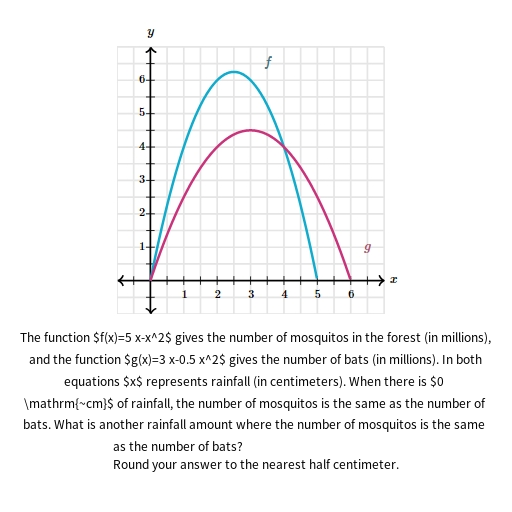 y
f
6
5
4
3
2
1
g
x
1 2 3 4 5 6
The function $f(x)=5 x-x^2$ gives the number of mosquitos in the forest (in millions),
and the function $g(x)=3 x-0.5 x^2$ gives the number of bats (in millions). In both
equations $x$ represents rainfall (in centimeters). When there is $0
\mathrm{~cm}$ of rainfall, the number of mosquitos is the same as the number of
bats. What is another rainfall amount where the number of mosquitos is the same
as the number of bats?
Round your answer to the nearest half centimeter.